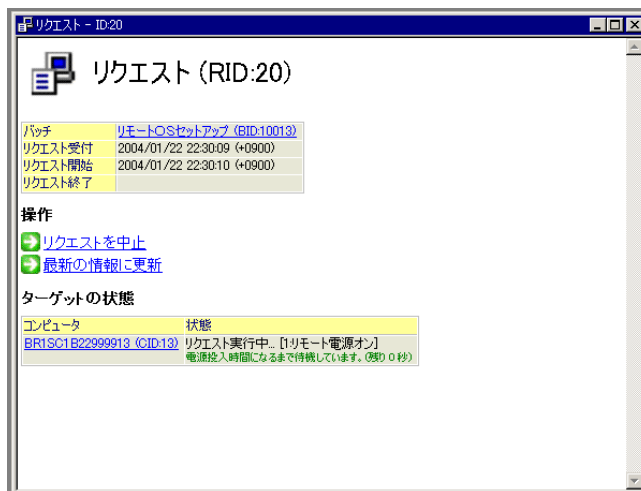 リクエスト - ID:20
リクエスト (RID:20)
バッチ リモートOSセットアップ (BID:10013)
リクエスト受付 2004/01/22 22:30:09 (+0900)
リクエスト開始 2004/01/22 22:30:10 (+0900)
リクエスト終了
操作
リクエストを中止
最新の情報に更新
ターゲットの状態
コンピュータ 状態
BR1SC1B22999913 (CID:13) リクエスト実行中... [1:リモート電源オン]
電源投入時間になるまで待機しています。(残り 0 秒)